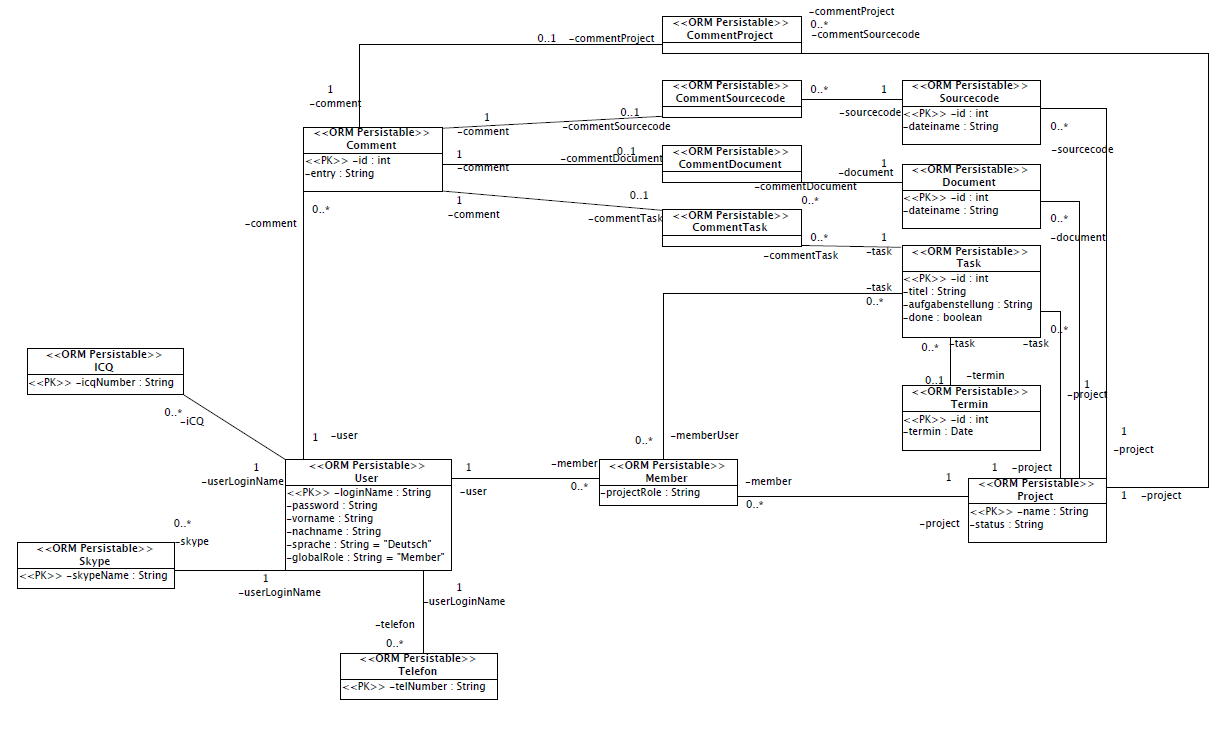 -commentProject
<<ORM Persistable>>
CommentProject
0..*
-commentSourcecode
0..1
-commentProject
1
-comment
<<ORM Persistable>>
CommentSourcecode
0..*
1
-sourcecode
<<ORM Persistable>>
Sourcecode
<<PK>> -id : int
-dateiname : String
0..*
-sourcecode
1
-comment
0..1
-commentSourcecode
<<ORM Persistable>>
Comment
<<PK>> -id : int
-entry : String
1
-comment
0..1
-commentDocument
<<ORM Persistable>>
CommentDocument
-commentDocument
0..*
1
-document
<<ORM Persistable>>
Document
<<PK>> -id : int
-dateiname : String
0..*
-document
1
-comment
0..1
-commentTask
<<ORM Persistable>>
CommentTask
0..*
-commentTask
1
-task
0..*
-comment
<<ORM Persistable>>
Task
<<PK>> -id : int
-titel : String
-aufgabenstellung : String
-done : boolean
-task
0..*
0..*
-task
0..*
-task
0..1
-termin
<<ORM Persistable>>
Termin
<<PK>> -id : int
-termin : Date
1
-project
<<ORM Persistable>>
ICQ
<<PK>> -icqNumber : String
0..*
-iCQ
1
-userLoginName
1
-user
0..*
-memberUser
1
-project
1
-project
<<ORM Persistable>>
User
<<PK>> -loginName : String
-password : String
-vorname : String
-nachname : String
-sprache : String = "Deutsch"
-globalRole : String = "Member"
1
-user
-member
0..*
<<ORM Persistable>>
Member
-projectRole : String
-member
0..*
1
-project
<<ORM Persistable>>
Project
<<PK>> -name : String
-status : String
1
-project
0..*
-skype
<<ORM Persistable>>
Skype
<<PK>> -skypeName : String
1
-userLoginName
1
-userLoginName
-telefon
0..*
<<ORM Persistable>>
Telefon
<<PK>> -telNumber : String